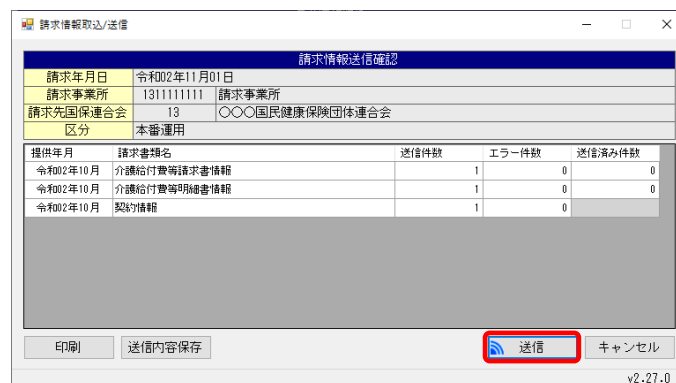 請求情報取込/送信
請求情報送信確認
請求年月日 令和02年11月01日
請求事業所 1311111111 請求事業所
請求先国保連合会 13 〇〇〇国民健康保険団体連合会
区分 本番運用
提供年月 請求書類名 送信件数 エラー件数 送信済み件数
令和02年10月 介護給付費等請求書情報 1 0 0
令和02年10月 介護給付費等明細書情報 1 0 0
令和02年10月 契約情報 1 0
印刷 送信内容保存 送信 キャンセル
v2.27.0